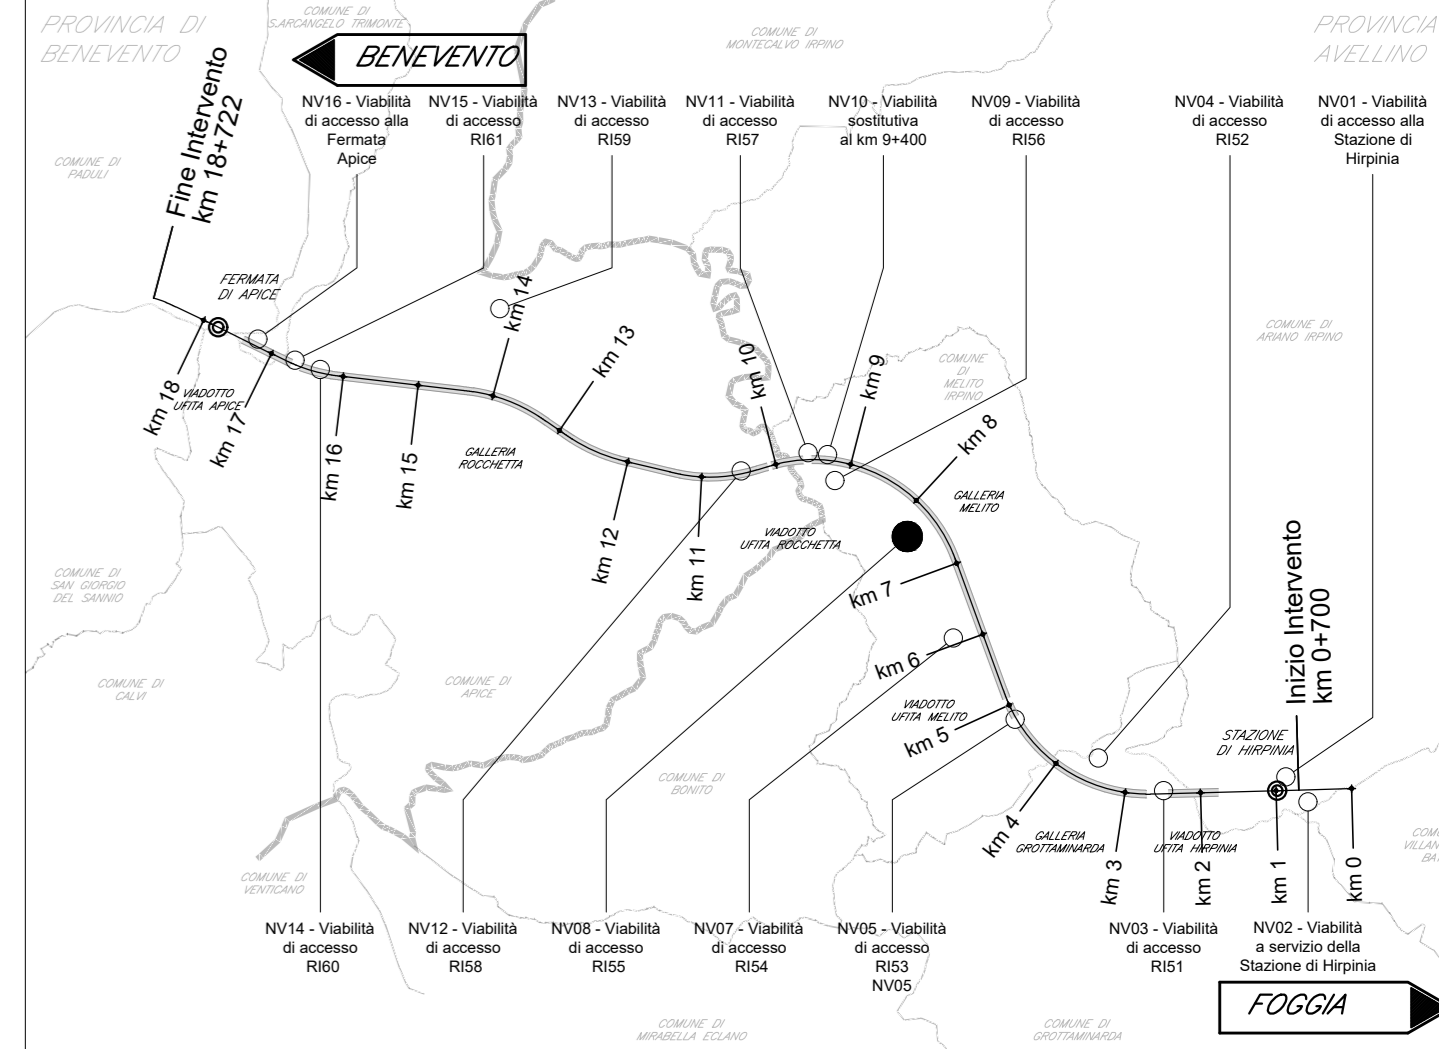 PROVINCIA DI
BENEVENTO
COMUNE DI
S.ARCANGELO TRIMONTE
BENEVENTO
COMUNE DI
MONTECALVO IRPINO
PROVINCIA
AVELLINO
Fine Intervento
km 18+722
NV16 - Viabilità
di accesso alla
Fermata
Apice
NV15 - Viabilità
di accesso
RI61
NV13 - Viabilità
di accesso
RI59
NV11 - Viabilità
di accesso
RI57
NV10 - Viabilità
sostitutiva
al km 9+400
NV09 - Viabilità
di accesso
RI56
NV04 - Viabilità
di accesso
RI52
NV01 - Viabilità
di accesso alla
Stazione di
Hirpinia
COMUNE DI
PADULI
FERMATA
DI APICE
km 14
km 13
km 10
km 9
COMUNE DI
ARIANO IRPINO
COMUNE
DI
MELITO
IRPINO
km 18
VIADOTTO
UFITA APICE
km 17
km 16
km 15
GALLERIA
ROCCHETTA
km 12
km 11
km 8
GALLERIA
MELITO
VIADOTTO
UFITA ROCCHETTA
km 7
COMUNE DI
SAN GIORGIO
DEL SANNIO
COMUNE DI
CALVI
COMUNE DI
APICE
km 6
VIADOTTO
UFITA MELITO
km 5
Inizio Intervento
km 0+700
STAZIONE
DI HIRPINIA
COMUNE DI
BONITO
km 4
GALLERIA
GROTTAMINARDA
VIADOTTO
UFITA HIRPINIA
km 3
km 2
km 1
km 0
VILLAN
BA
COMUNE DI
VENTICANO
NV14 - Viabilità
di accesso
RI60
NV12 - Viabilità
di accesso
RI58
NV08 - Viabilità
di accesso
RI55
NV07 - Viabilità
di accesso
RI54
NV05 - Viabilità
di accesso
RI53
NV05
NV03 - Viabilità
di accesso
RI51
NV02 - Viabilità
a servizio della
Stazione di Hirpinia
FOGGIA
COMUNE DI
MIRABELLA ECLANO
COMUNE DI
GROTTAMINARDA